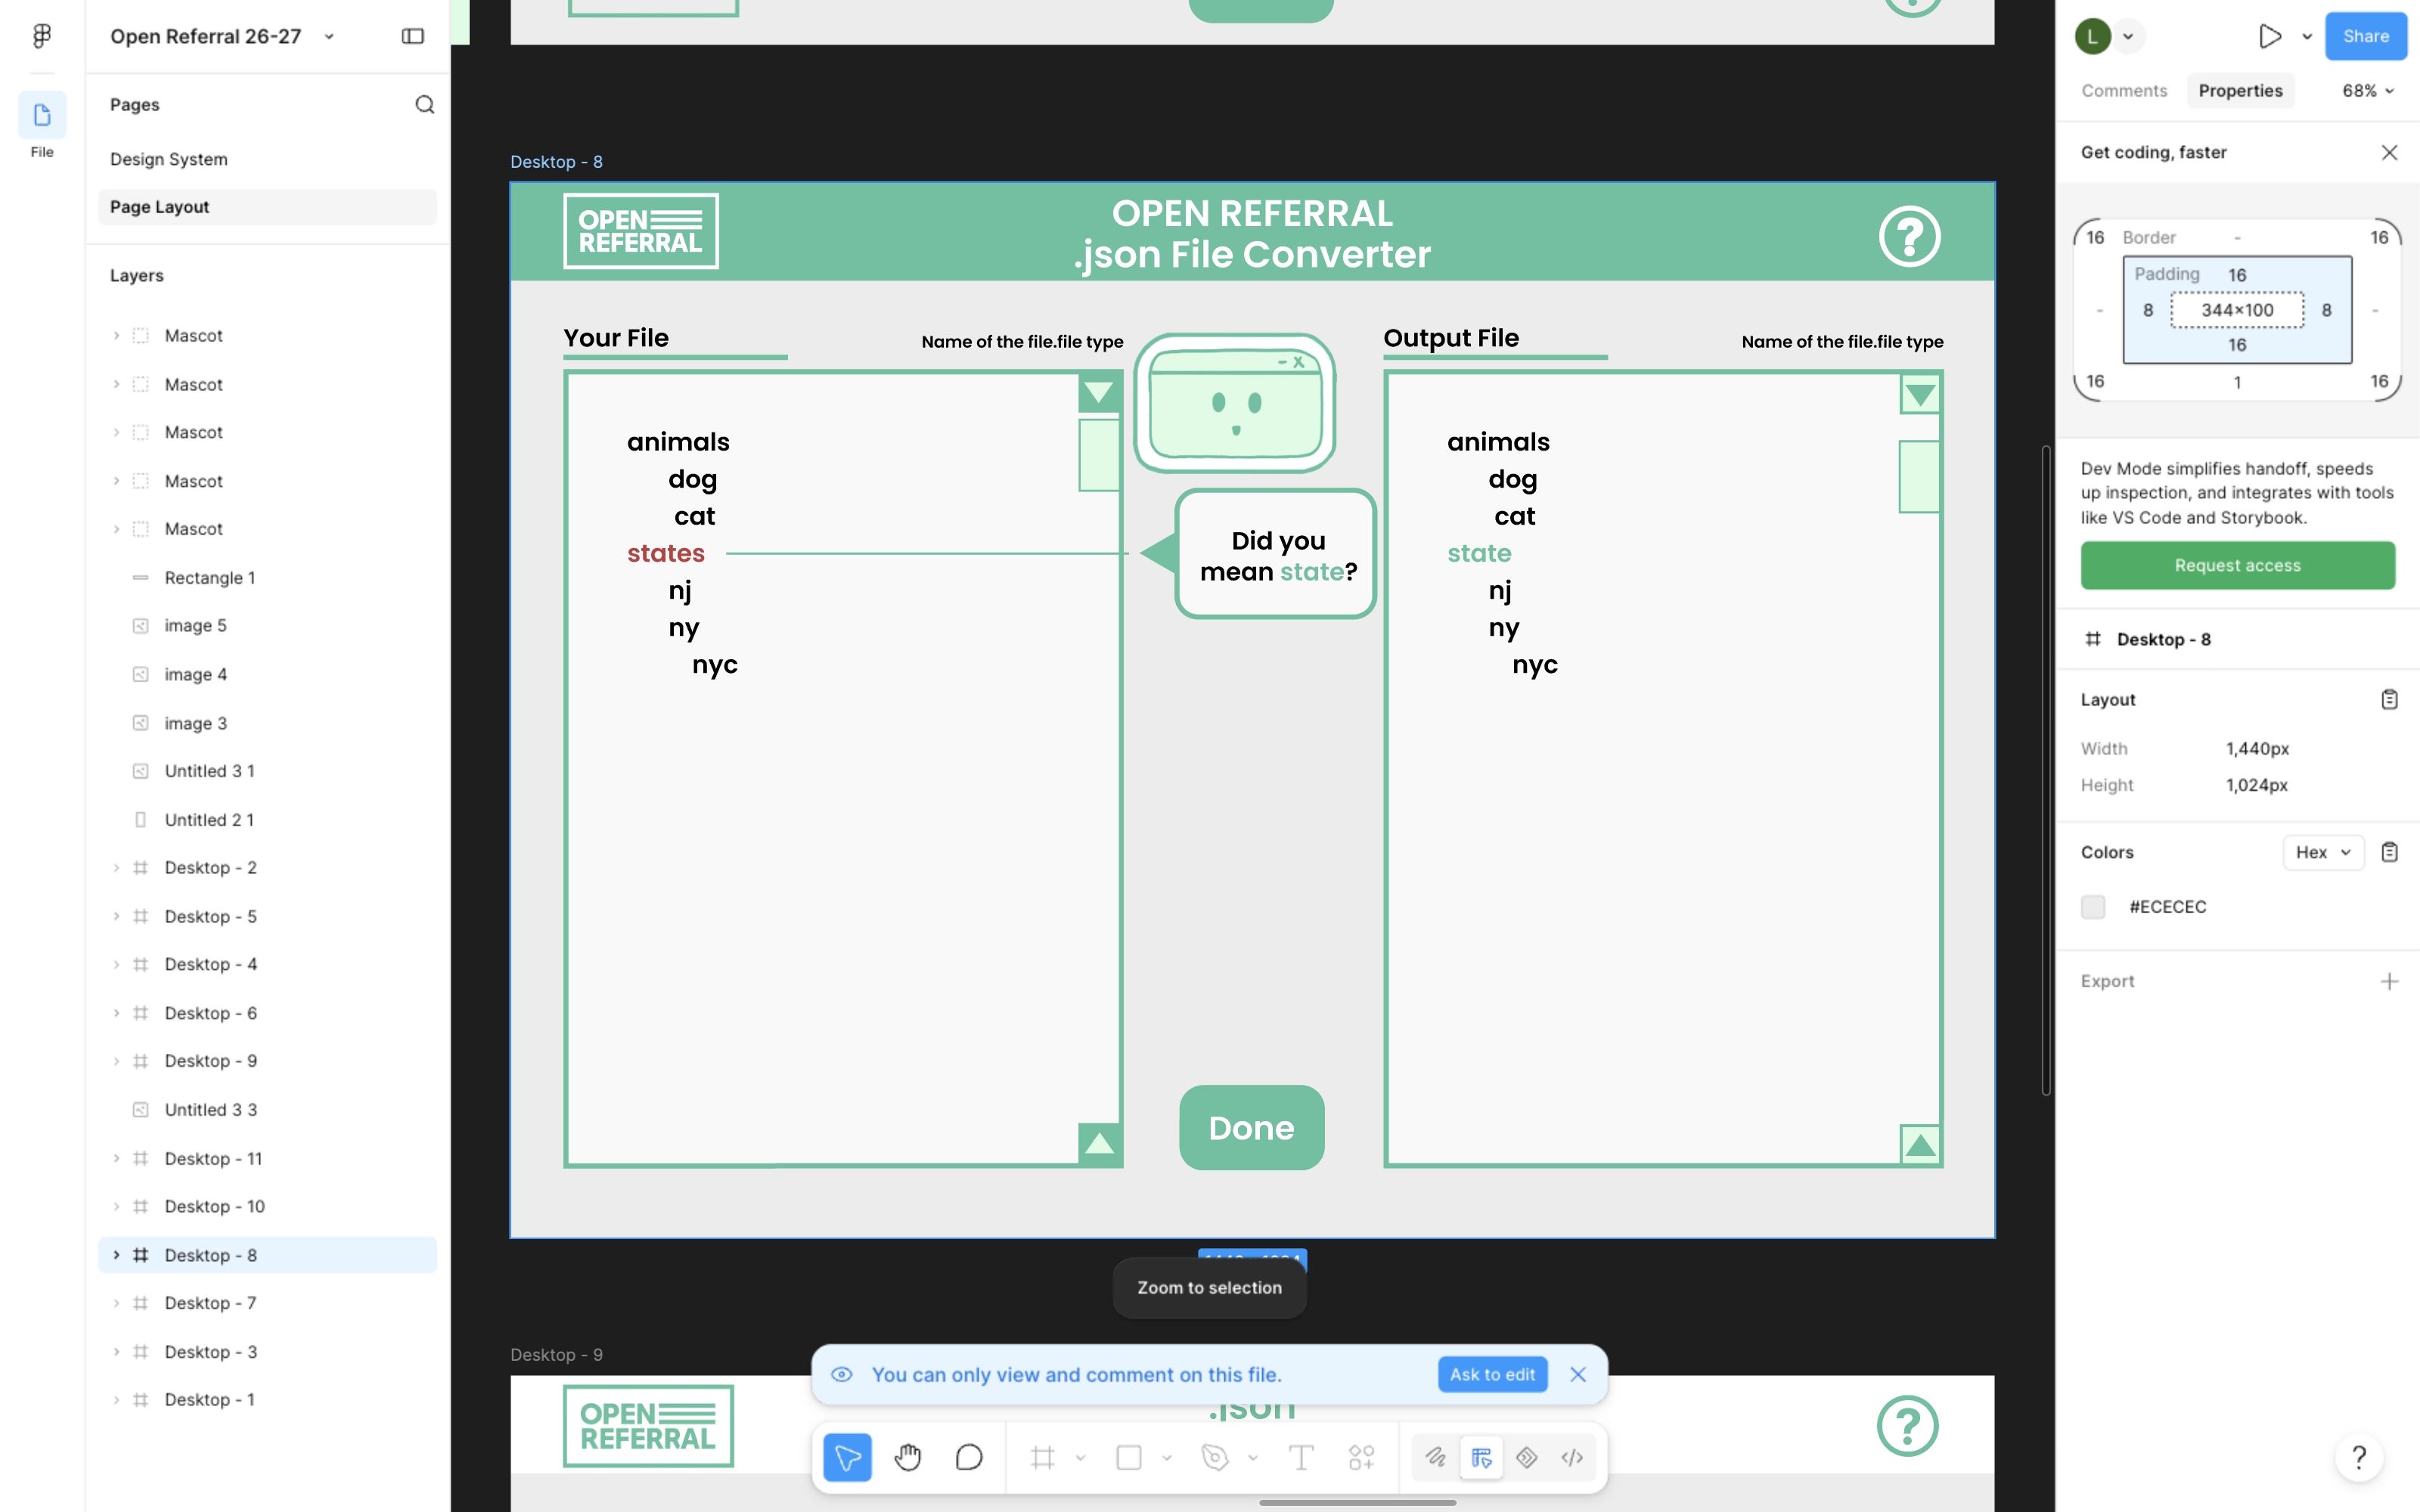 Open Referral 26-27
File
Pages
Design System
Page Layout
Layers
Mascot
Mascot
Mascot
Mascot
Mascot
Rectangle 1
image 5
image 4
image 3
Untitled 3 1
Untitled 2 1
Desktop - 2
Desktop - 5
Desktop - 4
Desktop - 6
Desktop - 9
Untitled 3 3
Desktop - 11
Desktop - 10
Desktop - 8
Desktop - 7
Desktop - 3
Desktop - 1
Desktop - 8
OPEN
REFERRAL
OPEN REFERRAL
.json File Converter
?
Your File
Name of the file.file type
animals
dog
cat
states
nj
ny
nyc
- x
Did you
mean state?
Done
Output File
Name of the file.file type
animals
dog
cat
state
nj
ny
nyc
Zoom to selection
Desktop - 9
You can only view and comment on this file.
Ask to edit
OPEN
REFERRAL
.json
?
L
Share
Comments
Properties
68%
Get coding, faster
16 Border - 16
Padding 16
- 8 344×100 8 -
16
16 1 16
Dev Mode simplifies handoff, speeds
up inspection, and integrates with tools
like VS Code and Storybook.
Request access
Desktop - 8
Layout
Width 1,440px
Height 1,024px
Colors
Hex
#ECECEC
Export
?